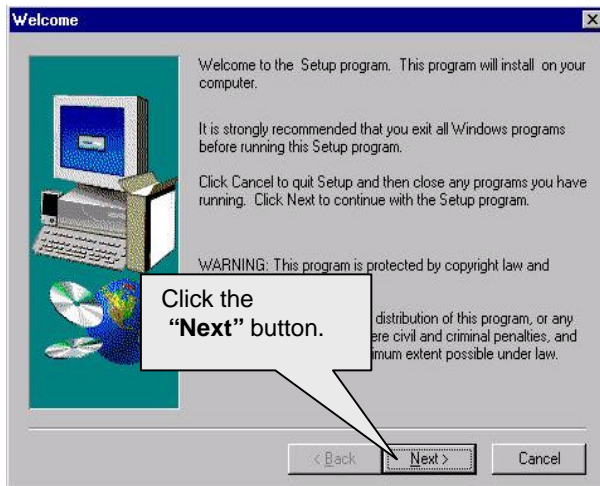 Welcome
Welcome to the Setup program. This program will install on your
computer.
It is strongly recommended that you exit all Windows programs
before running this Setup program.
Click Cancel to quit Setup and then close any programs you have
running. Click Next to continue with the Setup program.
WARNING: This program is protected by copyright law and
Click the
“Next” button.
distribution of this program, or any
civil and criminal penalties, and
extent possible under law.
< Back
Next >
Cancel